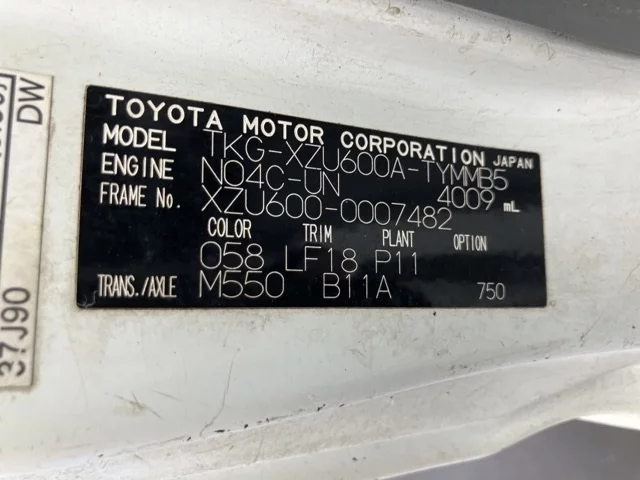 TOYOTA MOTOR CORPORATION JAPAN
MODEL TKG-XZU600A-TYMMB5
ENGINE N04C-UN 4009 mL
FRAME No. XZU600-0007482
COLOR TRIM PLANT OPTION
058 LF18 P11
TRANS./AXLE M550 B11A 750
DW
37J90